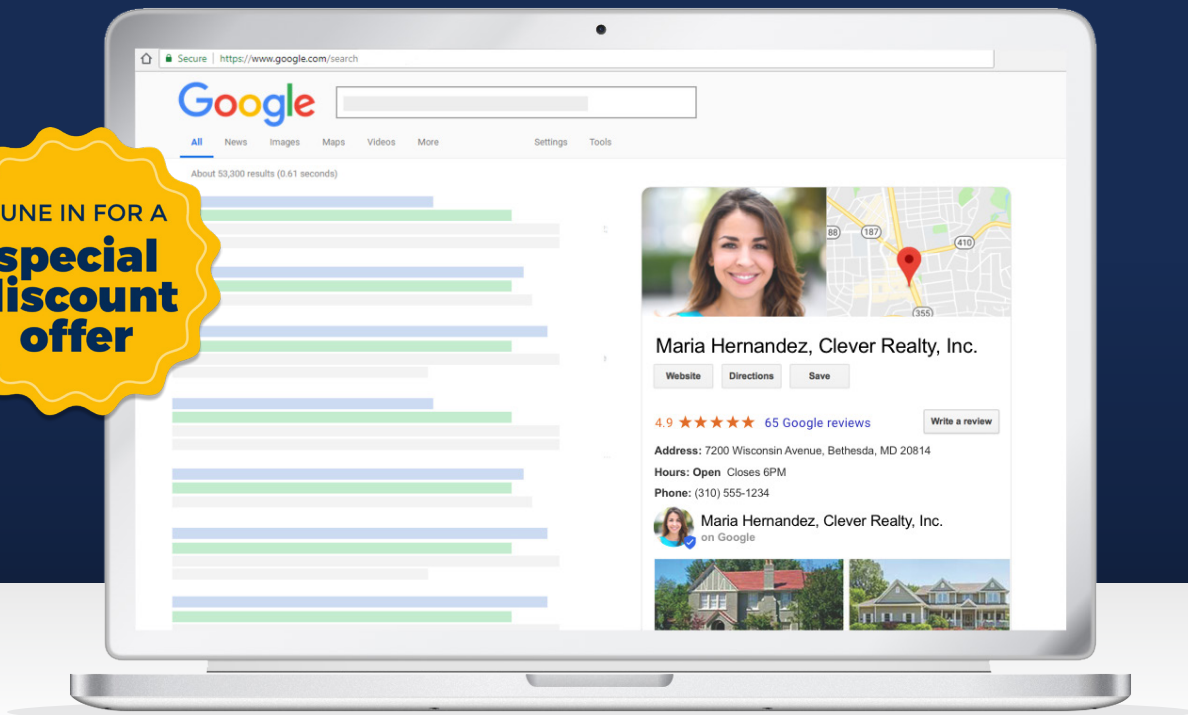 Secure | https://www.google.com/search
Google
All News Images Maps Videos More Settings Tools
About 53,300 results (0.61 seconds)
UNE IN FOR A
special
discount
offer
88 187 410
355
Maria Hernandez, Clever Realty, Inc.
Website Directions Save
4.9 ★★★★★ 65 Google reviews Write a review
Address: 7200 Wisconsin Avenue, Bethesda, MD 20814
Hours: Open Closes 6PM
Phone: (310) 555-1234
Maria Hernandez, Clever Realty, Inc.
on Google